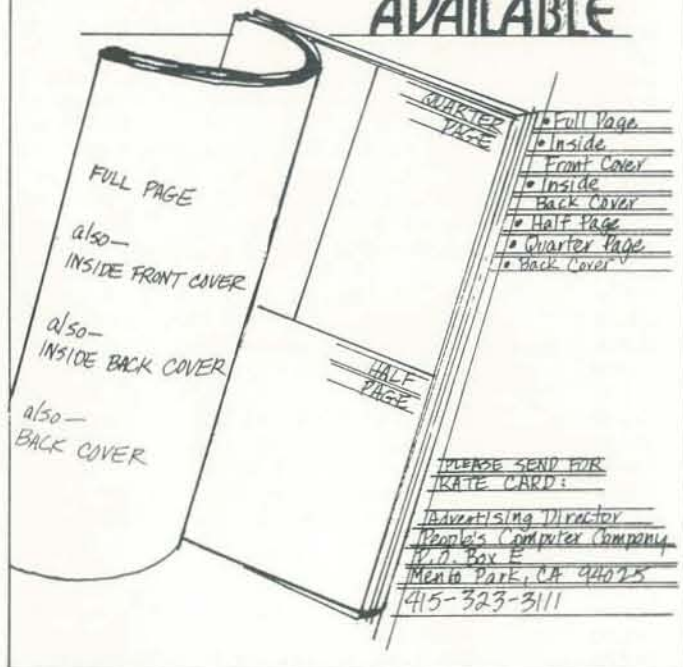 AVAILABLE
QUARTER
PAGE
• Full Page
• Inside
Front Cover
• Inside
Back Cover
• Half Page
• Quarter Page
• Back Cover
FULL PAGE
also—
INSIDE FRONT COVER
also—
INSIDE BACK COVER
also—
BACK COVER
HALF
PAGE
PLEASE SEND FOR
RATE CARD:
Advertising Director
People's Computer Company
P.O. Box E
Menlo Park, CA 94025
415-323-3111